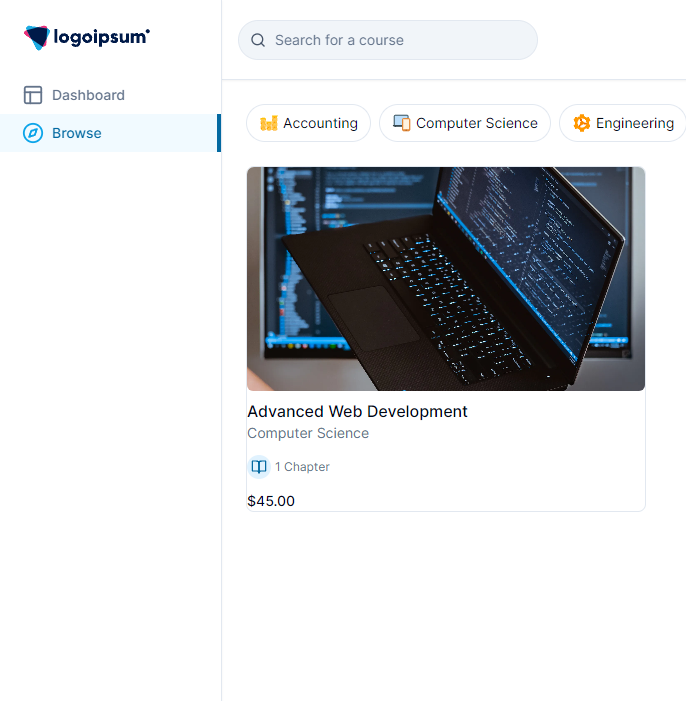 logoipsum
Search for a course
Dashboard
Browse
Accounting
Computer Science
Engineering
Advanced Web Development
Computer Science
1 Chapter
$45.00